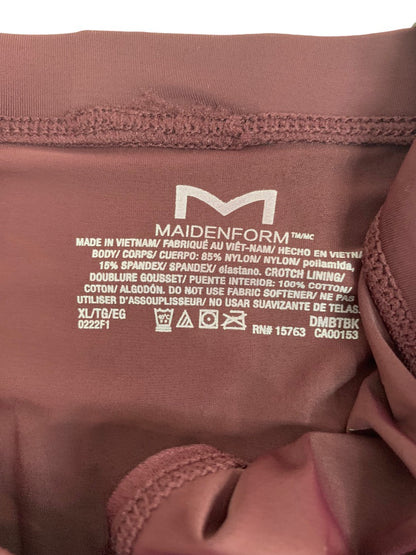 M
MAIDENFORM TM/MC
MADE IN VIETNAM/ FABRIQUÉ AU VIÊT-NAM/ HECHO EN VIETNAM
BODY/ CORPS/ CUERPO: 85% NYLON/ NYLON/ poliamida,
15% SPANDEX/ SPANDEX/ elastano. CROTCH LINING/
DOUBLURE GOUSSET/ PUENTE INTERIOR: 100% COTTON/
COTON/ ALGODÓN. DO NOT USE FABRIC SOFTENER/ NE PAS
UTILISER D'ASSOUPLISSEUR/ NO USAR SUAVIZANTE DE TELAS.
XL/TG/EG DMBTBK
0222F1 RN# 15763 CA00153